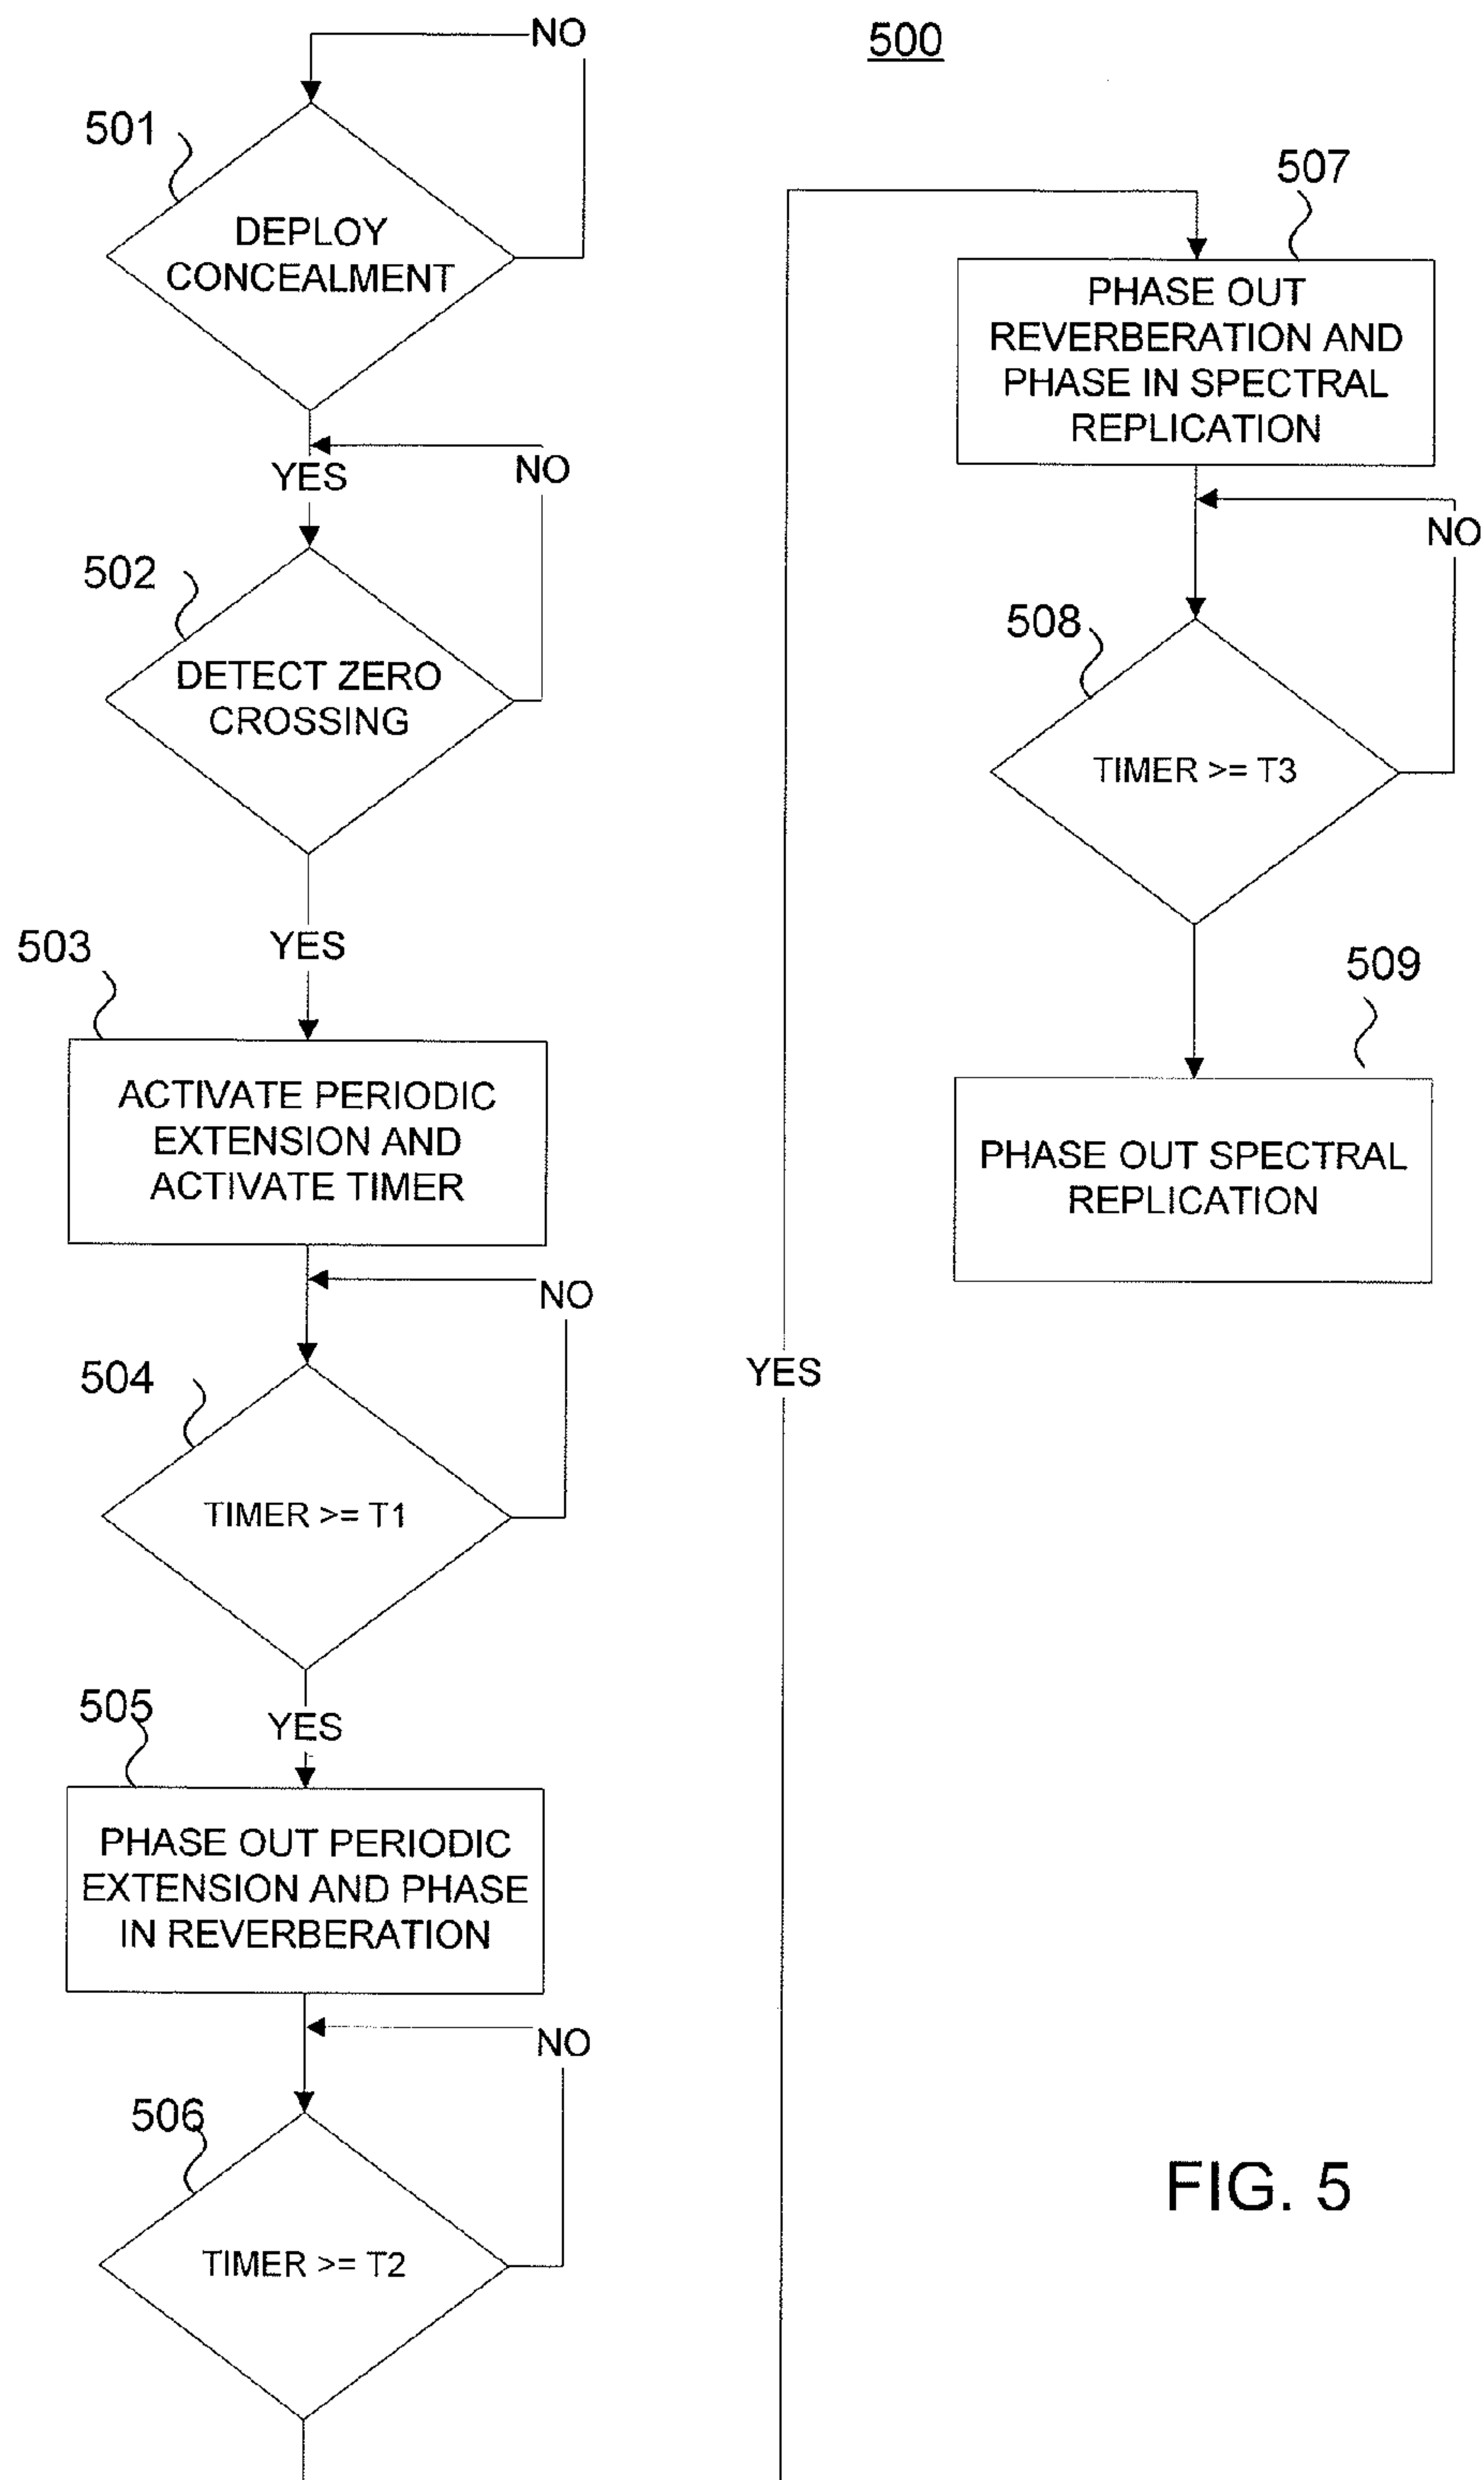 500
NO
501
DEPLOY
CONCEALMENT
YES
NO
502
DETECT ZERO
CROSSING
YES
503
ACTIVATE PERIODIC
EXTENSION AND
ACTIVATE TIMER
NO
504
TIMER >= T1
YES
505
PHASE OUT PERIODIC
EXTENSION AND PHASE
IN REVERBERATION
NO
506
TIMER >= T2
YES
507
PHASE OUT
REVERBERATION AND
PHASE IN SPECTRAL
REPLICATION
NO
508
TIMER >= T3
509
PHASE OUT SPECTRAL
REPLICATION
FIG. 5